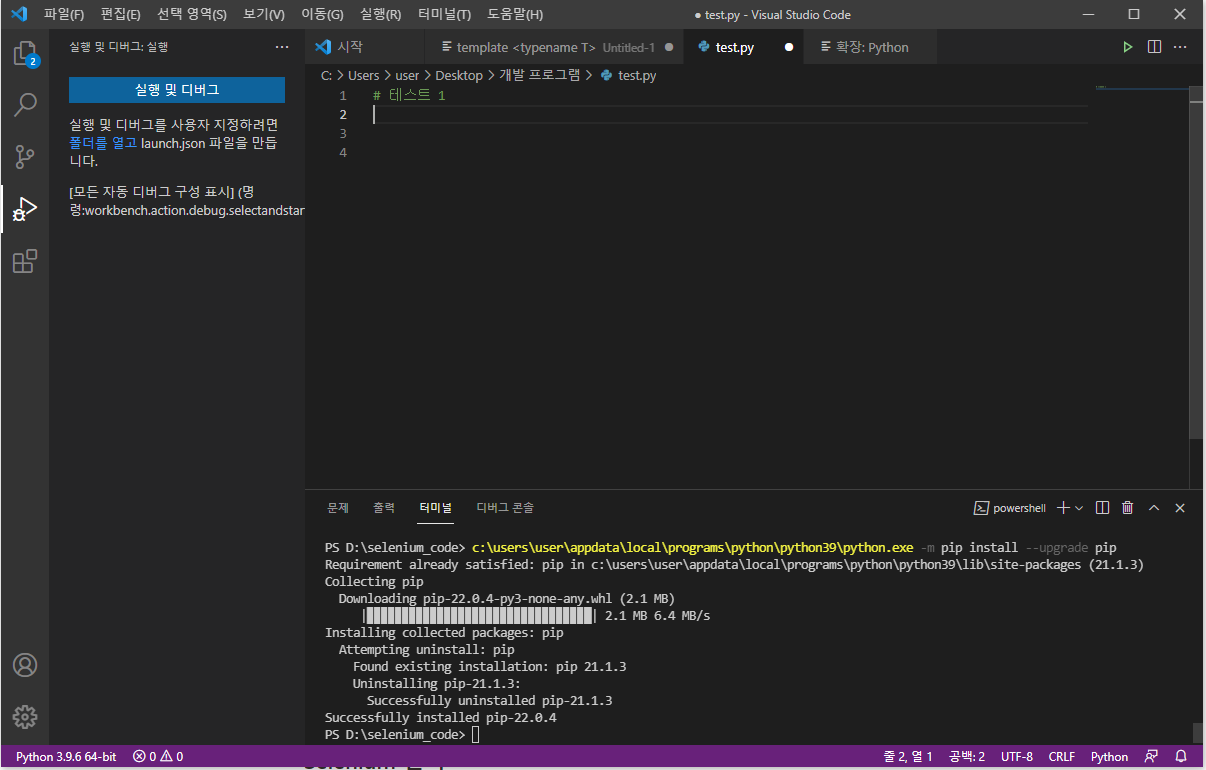 파일(F) 편집(E) 선택 영역(S) 보기(V) 이동(G) 실행(R) 터미널(T) 도움말(H) ● test.py - Visual Studio Code
실행 및 디버그: 실행 ···
실행 및 디버그
실행 및 디버그를 사용자 지정하려면
폴더를 열고 launch.json 파일을 만듭
니다.
[모든 자동 디버그 구성 표시] (명
령:workbench.action.debug.selectandstar
2
시작 template <typename T> Untitled-1 ● test.py ● 확장: Python
C: > Users > user > Desktop > 개발 프로그램 > test.py
1 # 테스트 1
2
3
4
문제 출력 터미널 디버그 콘솔 powershell
PS D:\selenium_code> c:\users\user\appdata\local\programs\python\python39\python.exe -m pip install --upgrade pip
Requirement already satisfied: pip in c:\users\user\appdata\local\programs\python\python39\lib\site-packages (21.1.3)
Collecting pip
Downloading pip-22.0.4-py3-none-any.whl (2.1 MB)
|████████████████████████████████| 2.1 MB 6.4 MB/s
Installing collected packages: pip
Attempting uninstall: pip
Found existing installation: pip 21.1.3
Uninstalling pip-21.1.3:
Successfully uninstalled pip-21.1.3
Successfully installed pip-22.0.4
PS D:\selenium_code>
Python 3.9.6 64-bit 0 0 줄 2, 열 1 공백: 2 UTF-8 CRLF Python